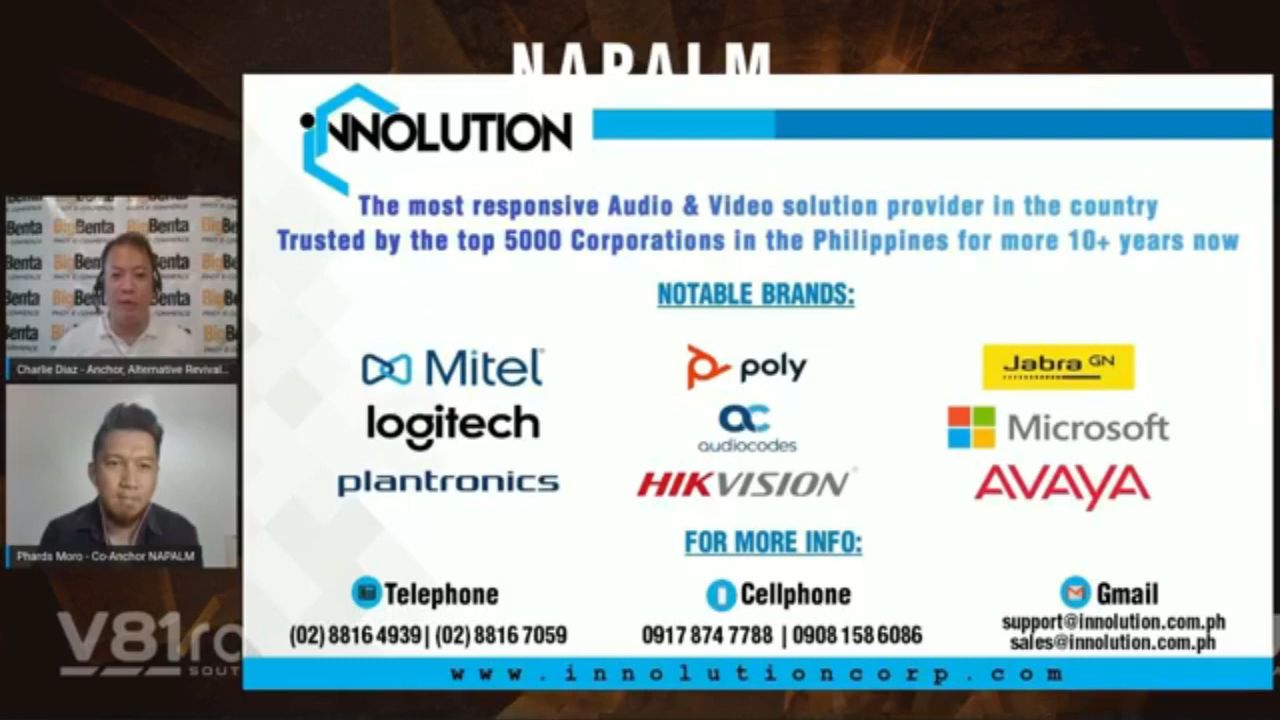 NAPALM
INNOLUTION
The most responsive Audio & Video solution provider in the country
Trusted by the top 5000 Corporations in the Philippines for more 10+ years now
NOTABLE BRANDS:
Mitel
poly
Jabra GN
logitech
audiocodes
Microsoft
plantronics
HIKVISION
AVAYA
FOR MORE INFO:
Telephone
Cellphone
Gmail
(02) 8816 4939 | (02) 8816 7059
0917 874 7788 | 0908 158 6086
support@innolution.com.ph
sales@innolution.com.ph
www.innolutioncorp.com
BigBenta
Charlie Diaz - Anchor, Alternative Revival...
Phards Moro - Co-Anchor NAPALM
V81ra
SOUT